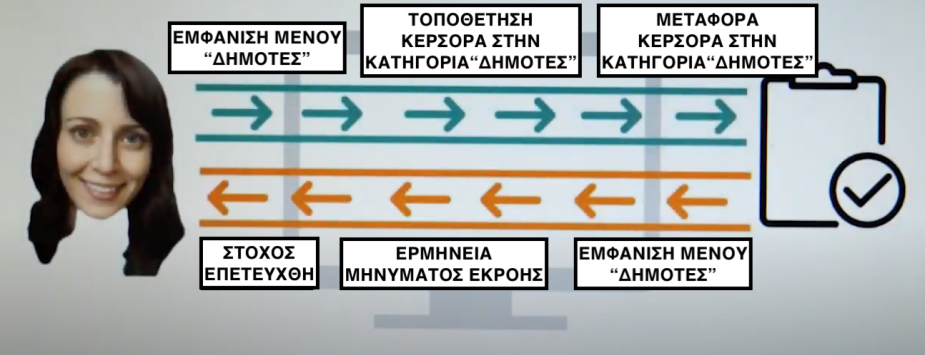 ΕΜΦΑΝΙΣΗ ΜΕΝΟΥ
“ΔΗΜΟΤΕΣ”
ΤΟΠΟΘΕΤΗΣΗ
ΚΕΡΣΟΡΑ ΣΤΗΝ
ΚΑΤΗΓΟΡΙΑ“ΔΗΜΟΤΕΣ”
ΜΕΤΑΦΟΡΑ
ΚΕΡΣΟΡΑ ΣΤΗΝ
ΚΑΤΗΓΟΡΙΑ“ΔΗΜΟΤΕΣ”
ΣΤΟΧΟΣ
ΕΠΕΤΕΥΧΘΗ
ΕΡΜΗΝΕΙΑ
ΜΗΝΥΜΑΤΟΣ ΕΚΡΟΗΣ
ΕΜΦΑΝΙΣΗ ΜΕΝΟΥ
“ΔΗΜΟΤΕΣ”